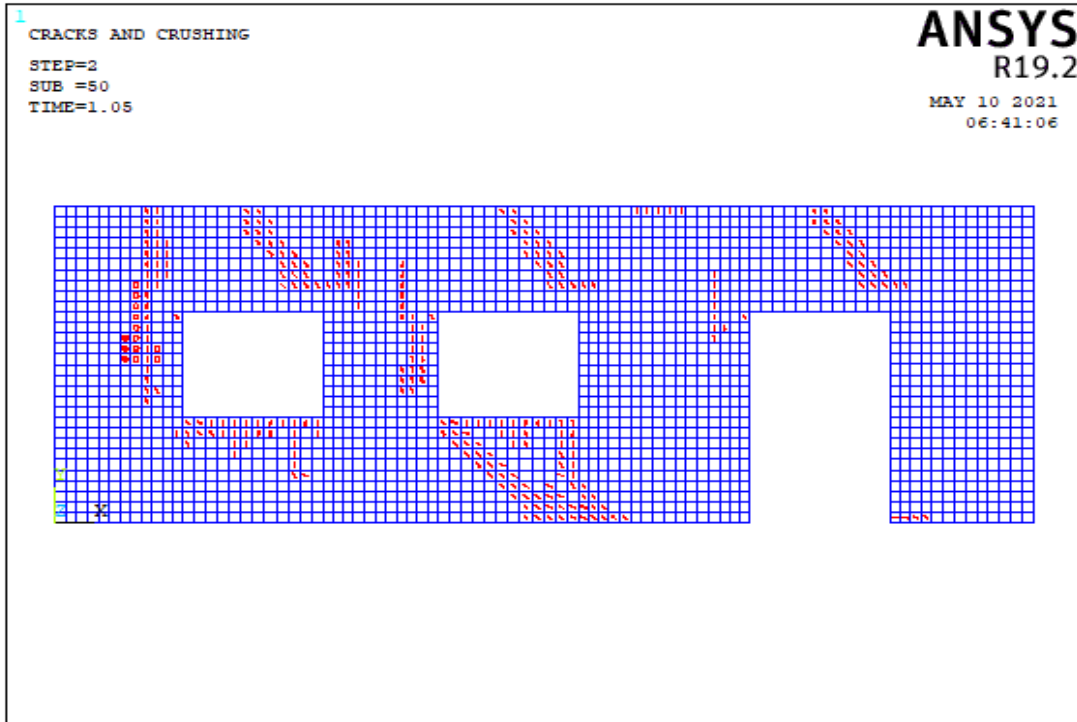 1
CRACKS AND CRUSHING
STEP=2
SUB =50
TIME=1.05
ANSYS
R19.2
MAY 10 2021
06:41:06
Y
Z
X